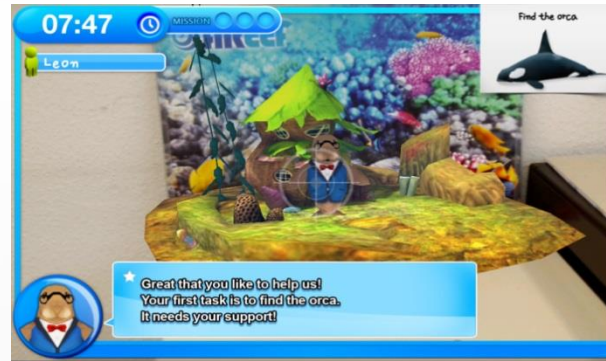 07:47
MISSION
Find the orca
Leon
Great that you like to help us!
Your first task is to find the orca.
It needs your support!